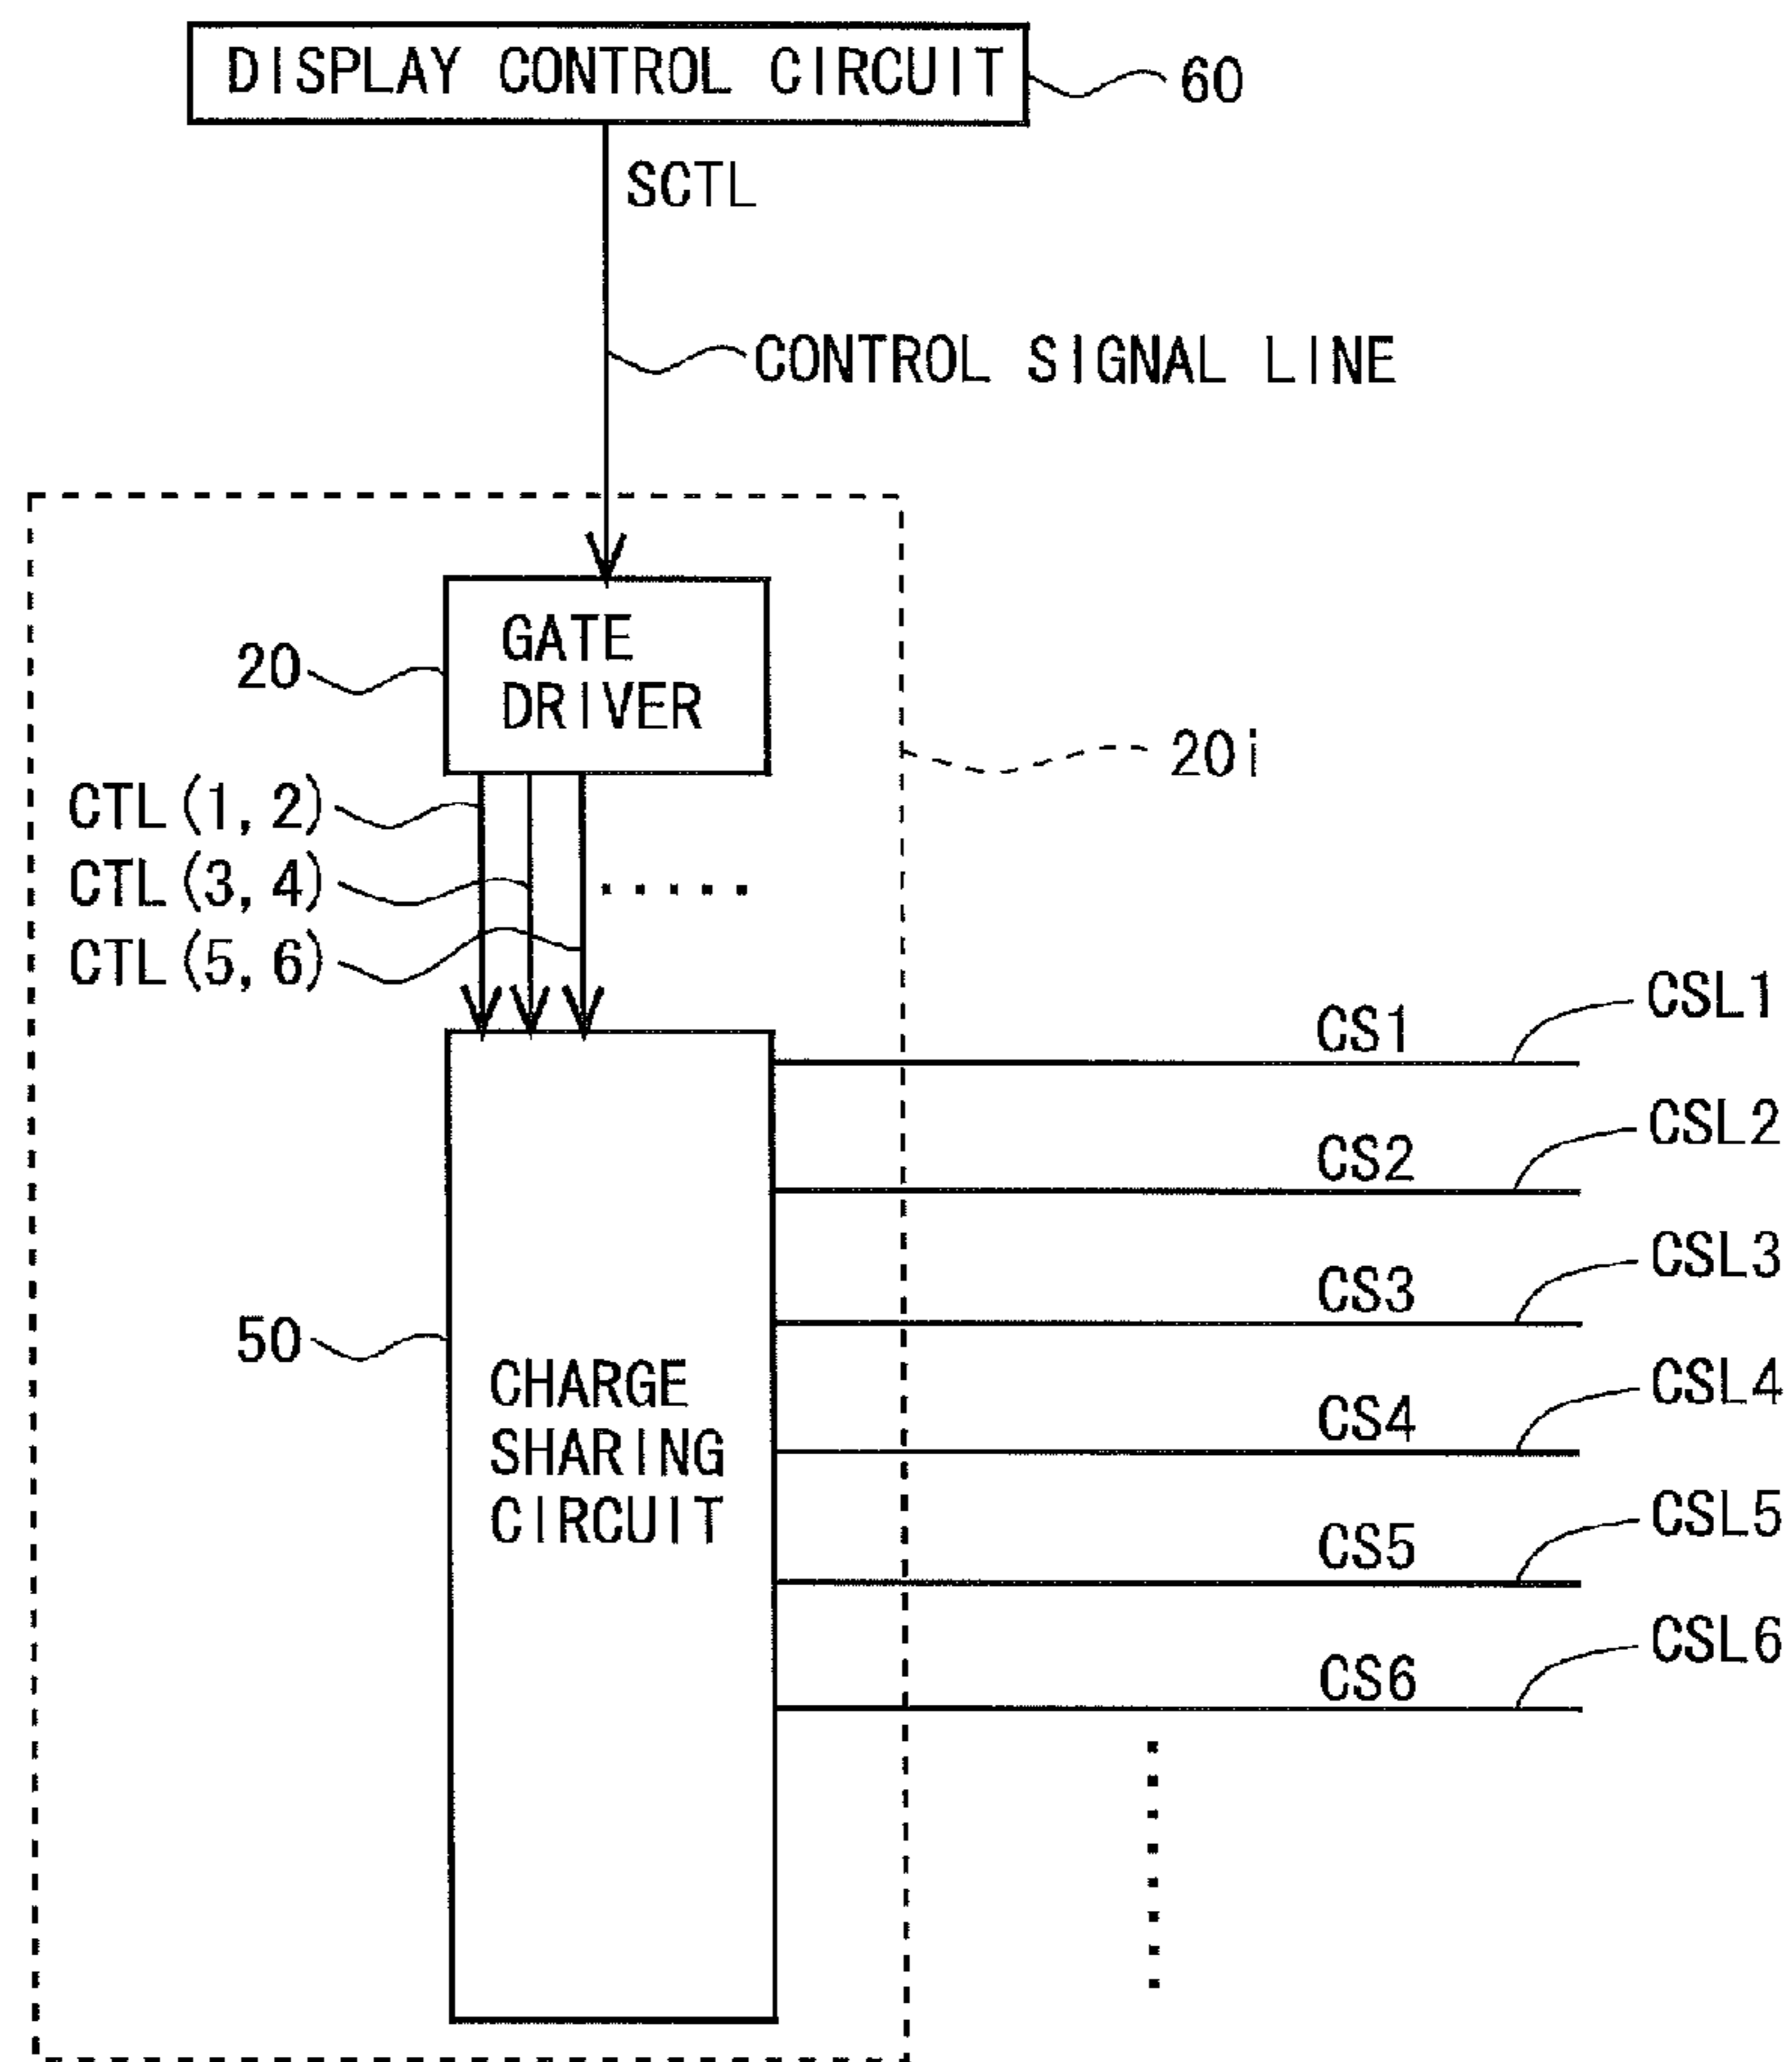 DISPLAY CONTROL CIRCUIT
60
SCTL
CONTROL SIGNAL LINE
GATE
DRIVER
20
20i
CTL(1, 2)
CTL(3, 4)
CTL(5, 6)
CS1
CSL1
CS2
CSL2
CS3
CSL3
50
CHARGE
SHARING
CIRCUIT
CS4
CSL4
CS5
CSL5
CS6
CSL6